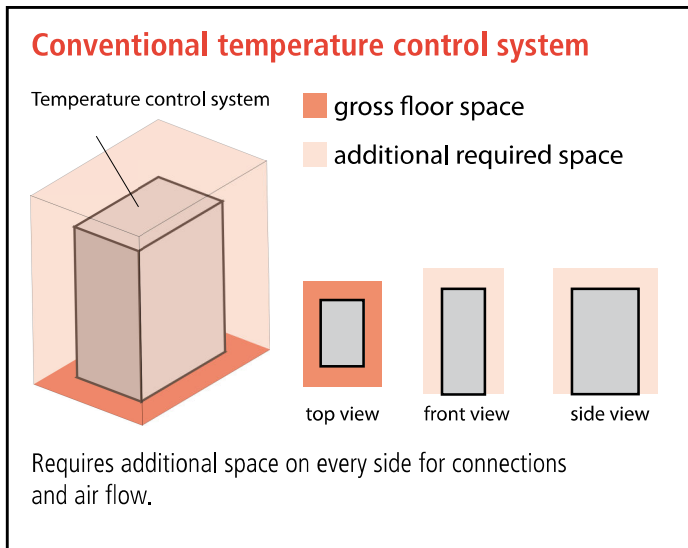 Conventional temperature control system
Temperature control system
gross floor space
additional required space
top view
front view
side view
Requires additional space on every side for connections
and air flow.